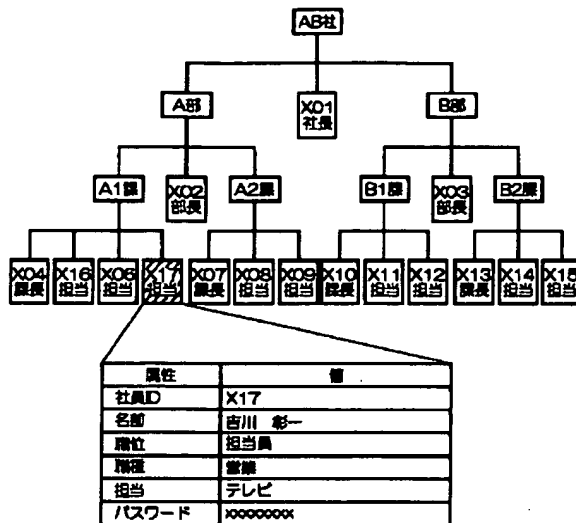 AB社
A部
X01
社長
B部
A1課
X02
部長
A2課
B1課
X03
部長
B2課
X04
課長
X16
担当
X06
担当
X17
担当
X07
課長
X08
担当
X09
担当
X10
課長
X11
担当
X12
担当
X13
課長
X14
担当
X15
担当
属性 値
社員ID X17
名前 吉川 彰一
職位 担当員
職種 営業
担当 テレビ
パスワード xxxxxxxx